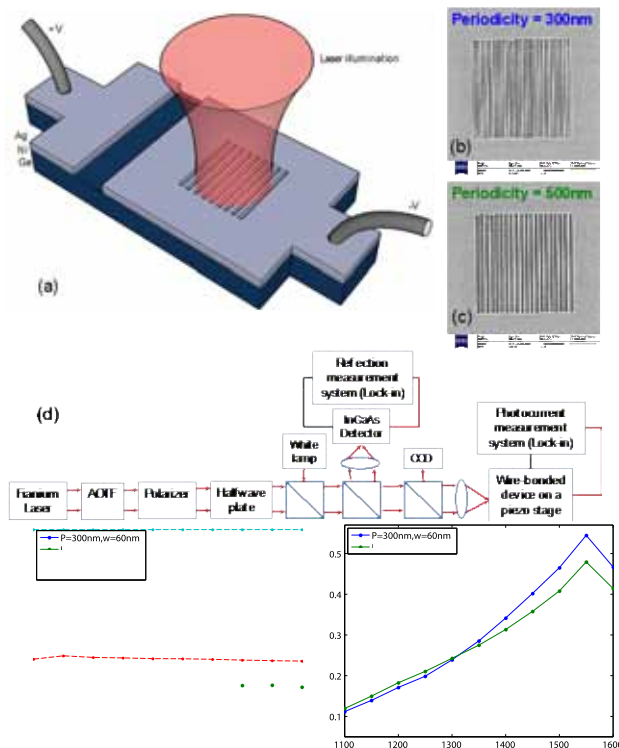 +V
Laser illumination
Ag
Ni
Ge
-V
(a)
Periodicity = 300nm
(b)
Periodicity = 500nm
(c)
(d)
Reflection
measurement
system (Lock-in)
InGaAs
Detector
White
lamp
CCD
Photocurrent
measurement
system (Lock-in)
Fianium
Laser
AOTF
Polarizer
Halfwave
plate
Wire-bonded
device on a
piezo stage
P=300nm,w=60nm
P=300nm,w=60nm
0.5
0.4
0.3
0.2
0.1
1100
1200
1300
1400
1500
1600